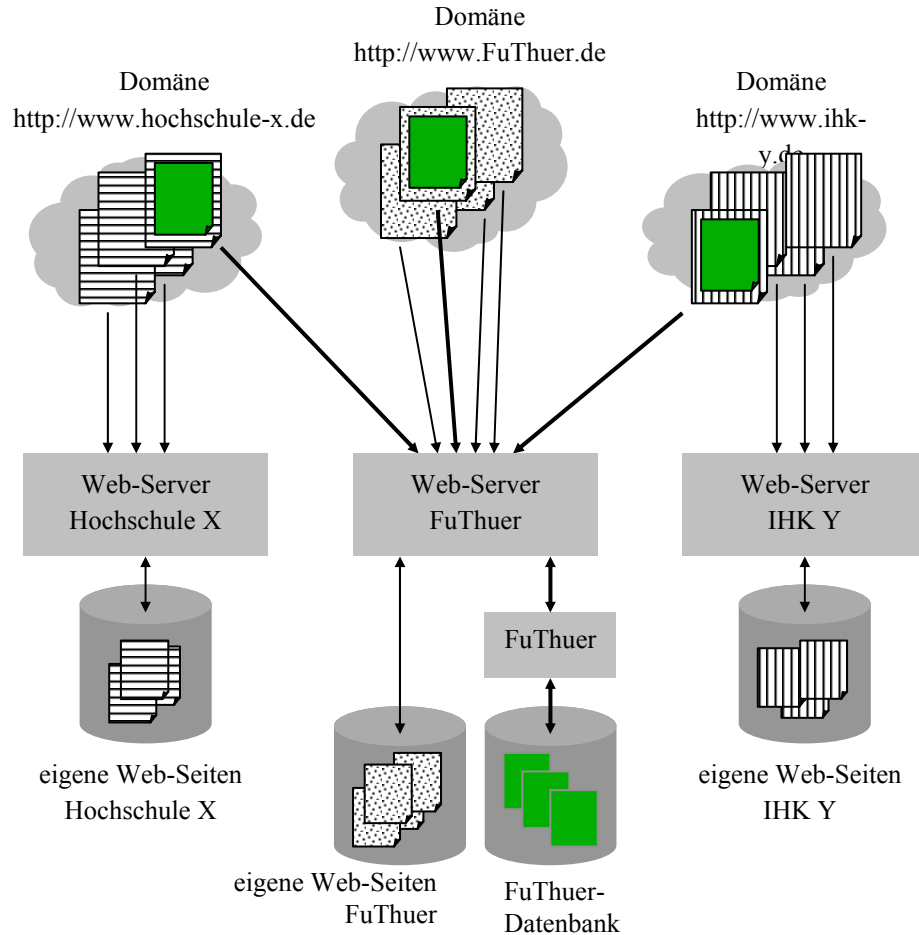 Domäne
http://www.FuThuer.de
Domäne
http://www.hochschule-x.de
Domäne
http://www.ihk-
y.de
Web-Server
Hochschule X
Web-Server
FuThuer
Web-Server
IHK Y
FuThuer
eigene Web-Seiten
Hochschule X
eigene Web-Seiten
IHK Y
eigene Web-Seiten
FuThuer
FuThuer-
Datenbank